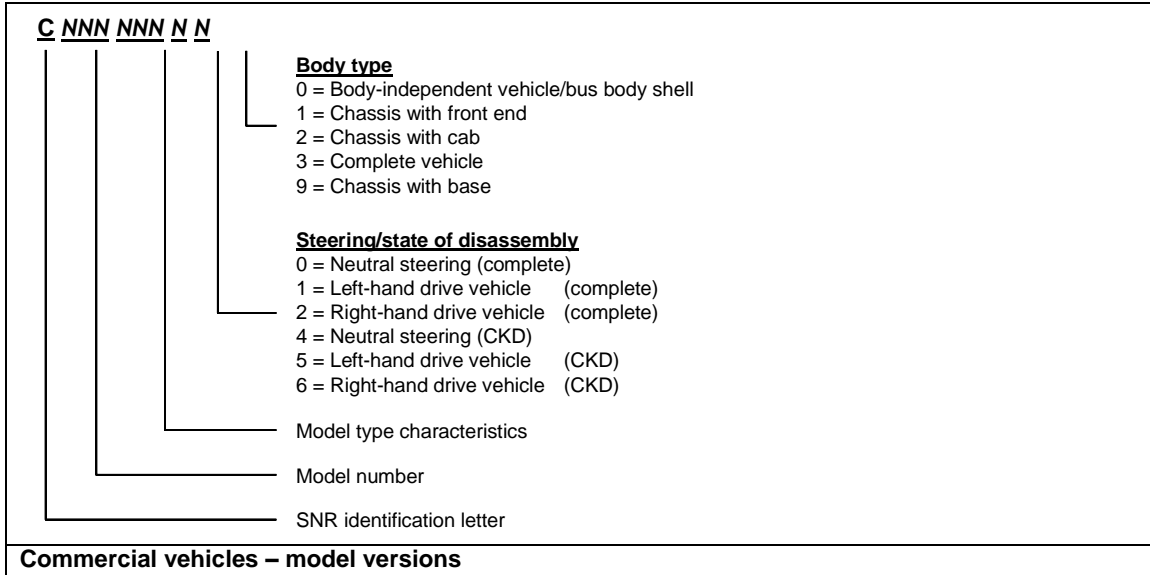 C NNN NNN N N
Body type
0 = Body-independent vehicle/bus body shell
1 = Chassis with front end
2 = Chassis with cab
3 = Complete vehicle
9 = Chassis with base
Steering/state of disassembly
0 = Neutral steering (complete)
1 = Left-hand drive vehicle (complete)
2 = Right-hand drive vehicle (complete)
4 = Neutral steering (CKD)
5 = Left-hand drive vehicle (CKD)
6 = Right-hand drive vehicle (CKD)
Model type characteristics
Model number
SNR identification letter
Commercial vehicles – model versions